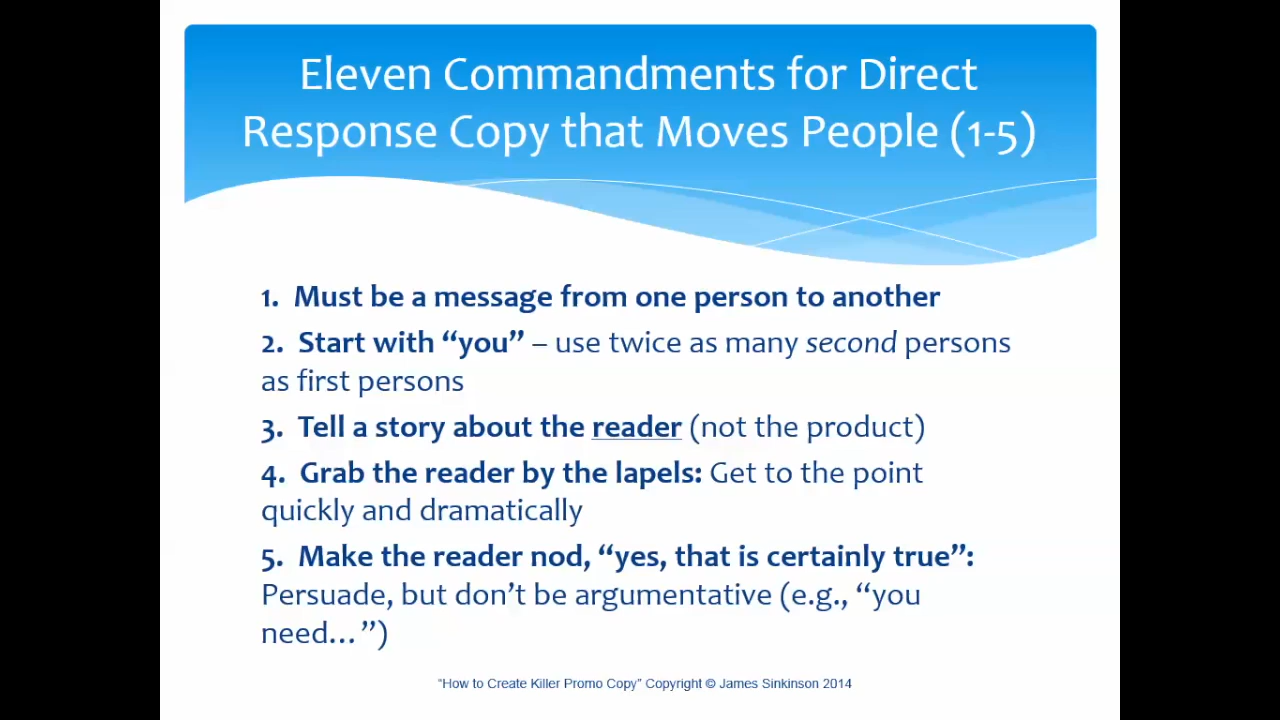 Eleven Commandments for Direct
Response Copy that Moves People (1-5)
1. Must be a message from one person to another
2. Start with “you” – use twice as many second persons
as first persons
3. Tell a story about the reader (not the product)
4. Grab the reader by the lapels: Get to the point
quickly and dramatically
5. Make the reader nod, “yes, that is certainly true”:
Persuade, but don’t be argumentative (e.g., “you
need…”)
“How to Create Killer Promo Copy” Copyright © James Sinkinson 2014